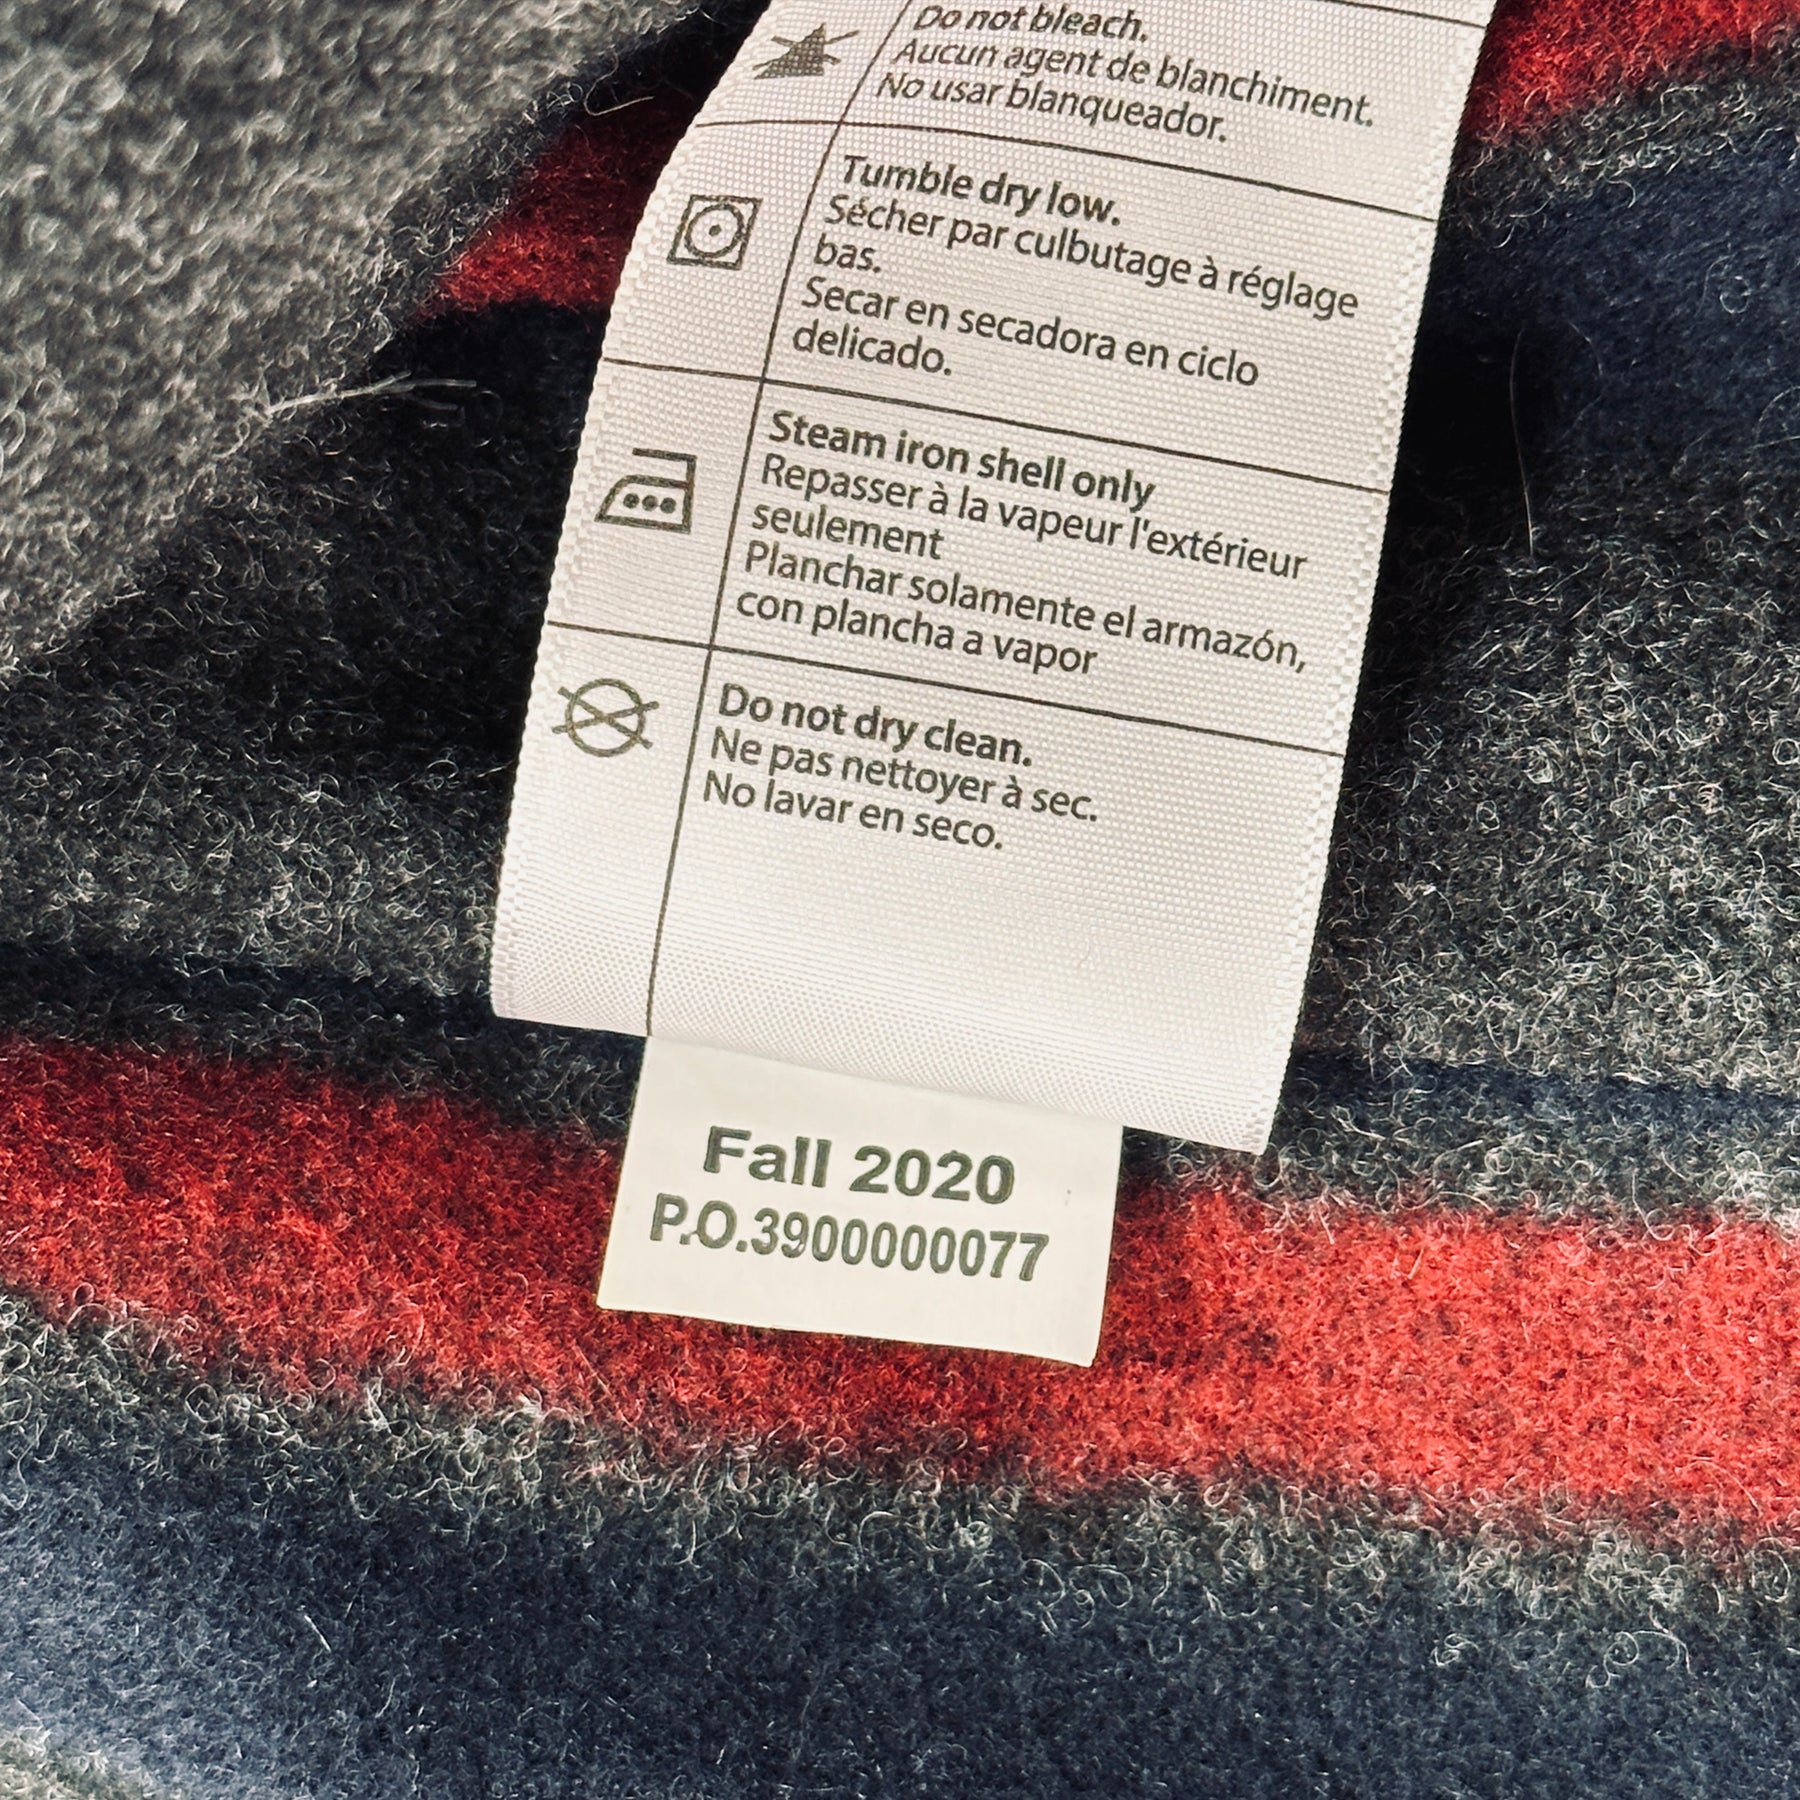 Do not bleach.
Aucun agent de blanchiment.
No usar blanqueador.
Tumble dry low.
Sécher par culbutage à réglage
bas.
Secar en secadora en ciclo
delicado.
Steam iron shell only
Repasser à la vapeur l'extérieur
seulement
Planchar solamente el armazón,
con plancha a vapor
Do not dry clean.
Ne pas nettoyer à sec.
No lavar en seco.
Fall 2020
P.O.3900000077